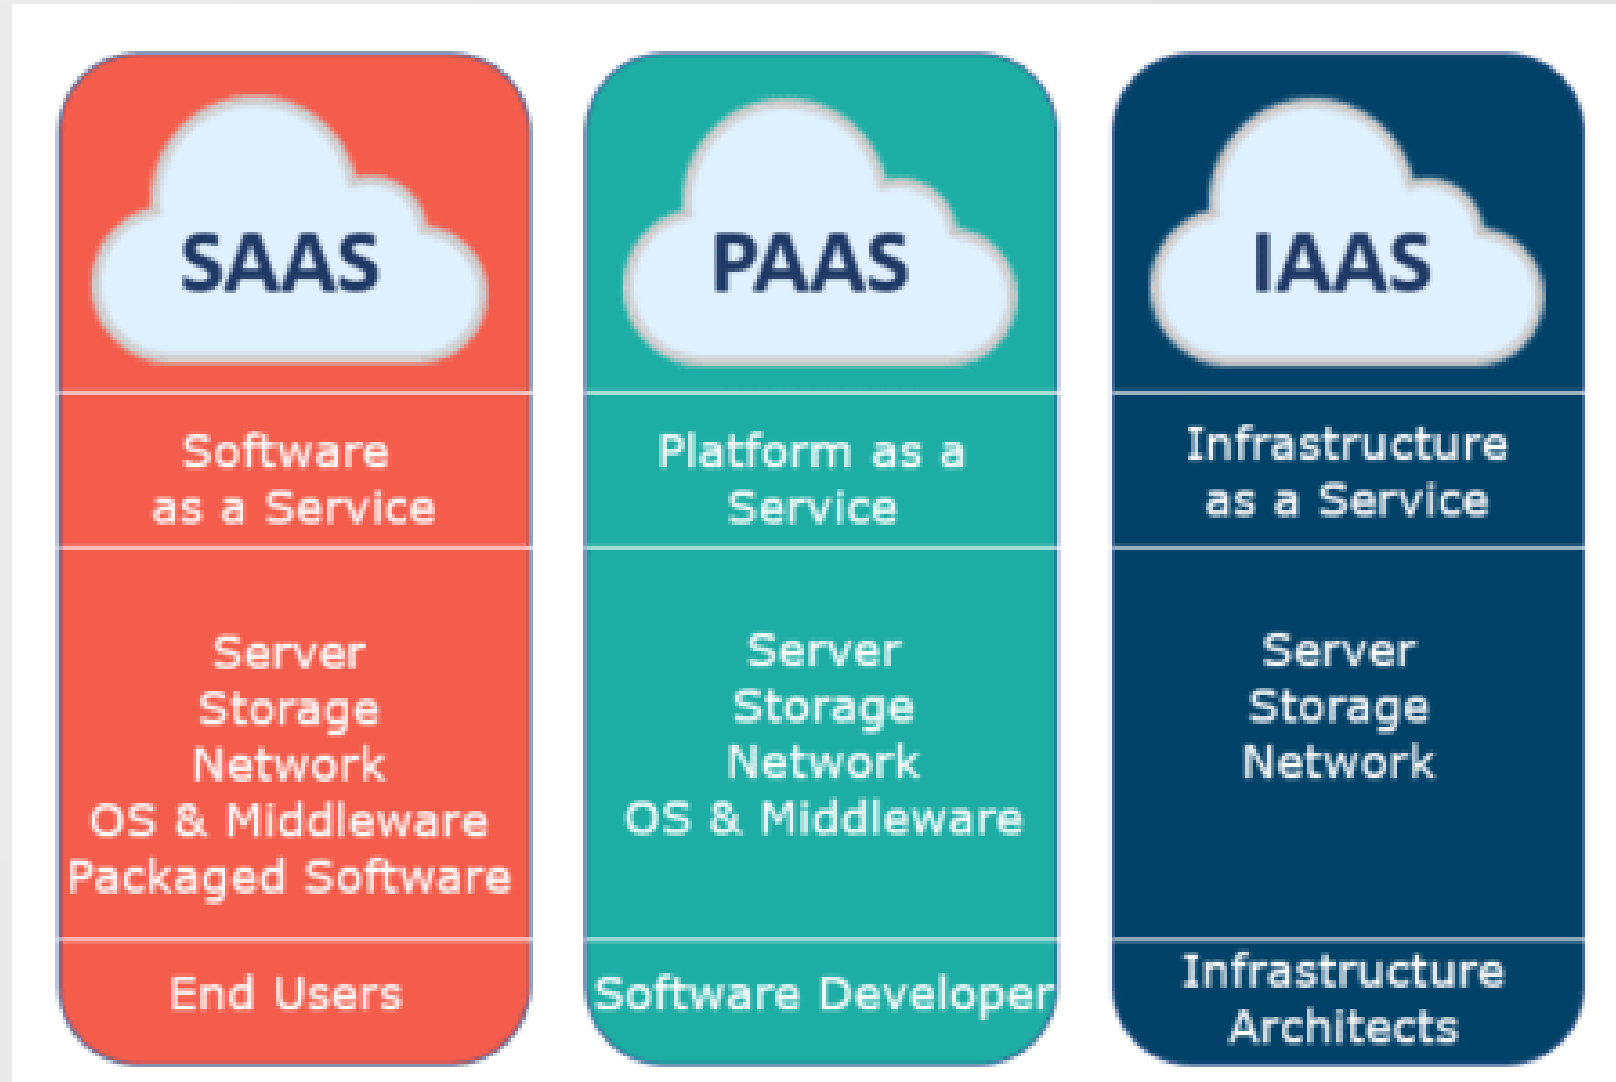 SAAS
Software
as a Service
Server
Storage
Network
OS & Middleware
Packaged Software
End Users
PAAS
Platform as a
Service
Server
Storage
Network
OS & Middleware
Software Developer
IAAS
Infrastructure
as a Service
Server
Storage
Network
Infrastructure
Architects